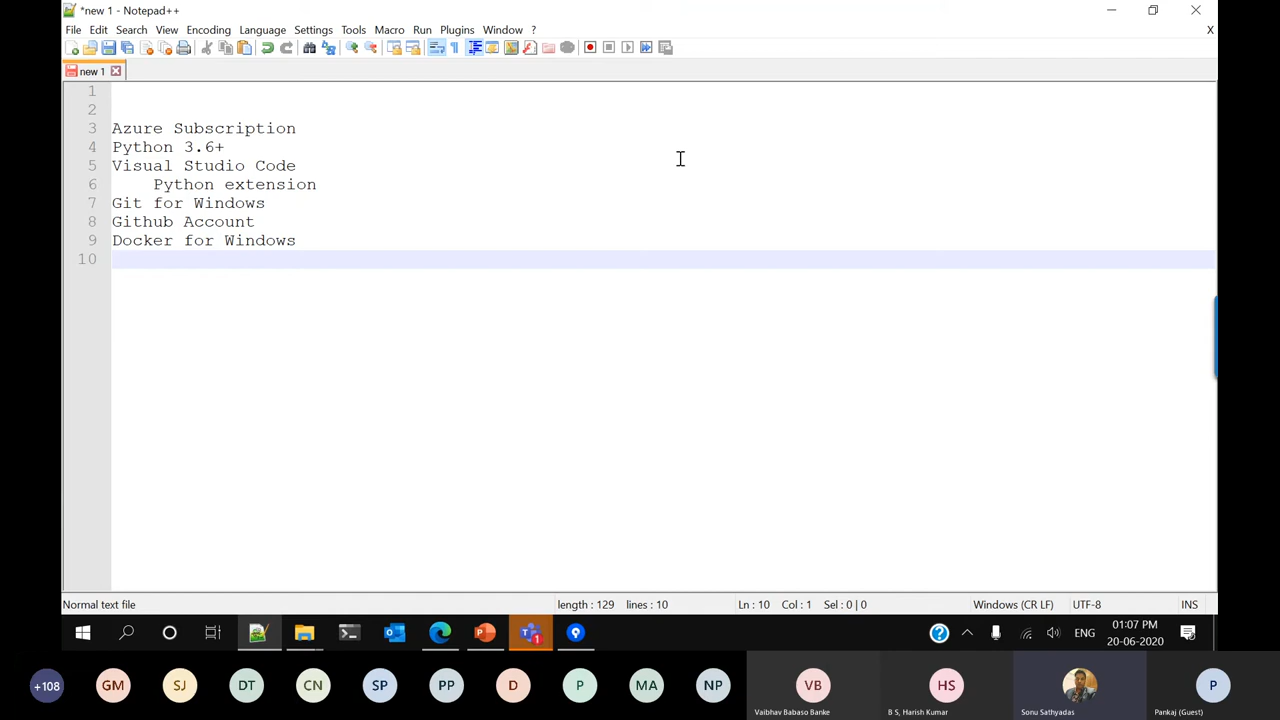 *new 1 - Notepad++
File Edit Search View Encoding Language Settings Tools Macro Run Plugins Window ? X
new 1
1
2
3 Azure Subscription
4 Python 3.6+
5 Visual Studio Code
6 Python extension
7 Git for Windows
8 Github Account
9 Docker for Windows
10
Normal text file length : 129 lines : 10 Ln : 10 Col : 1 Sel : 0 | 0 Windows (CR LF) UTF-8 INS
ENG
01:07 PM
20-06-2020
+108 GM SJ DT CN SP PP D P MA NP VB HS P
Vaibhav Babaso Banke B S, Harish Kumar Sonu Sathyadas Pankaj (Guest)